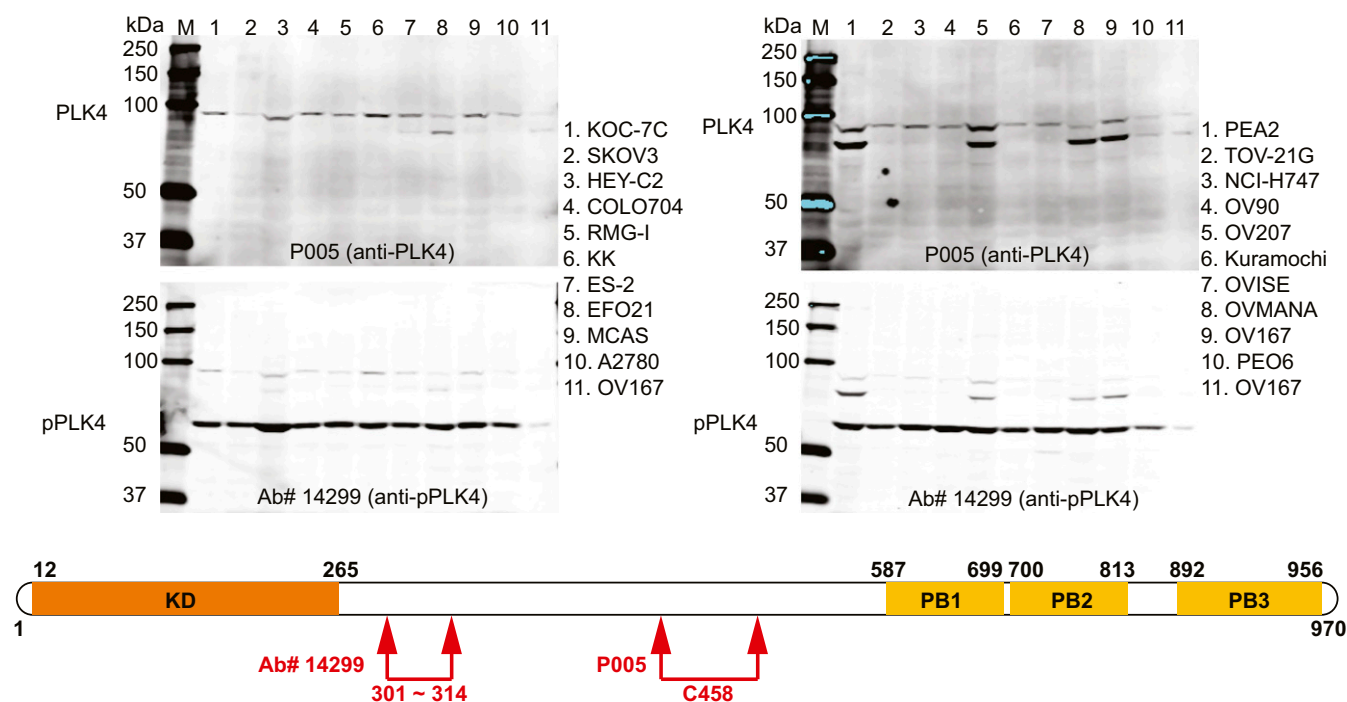 kDa M 1 2 3 4 5 6 7 8 9 10 11
250
150
100
PLK4
50
37
P005 (anti-PLK4)
250
150
100
pPLK4
50
37
Ab# 14299 (anti-pPLK4)
1. KOC-7C
2. SKOV3
3. HEY-C2
4. COLO704
5. RMG-I
6. KK
7. ES-2
8. EFO21
9. MCAS
10. A2780
11. OV167
kDa M 1 2 3 4 5 6 7 8 9 10 11
250
150
100
PLK4
50
37
P005 (anti-PLK4)
250
150
100
pPLK4
50
37
Ab# 14299 (anti-pPLK4)
1. PEA2
2. TOV-21G
3. NCI-H747
4. OV90
5. OV207
6. Kuramochi
7. OVISE
8. OVMANA
9. OV167
10. PEO6
11. OV167
12 265 587 699 700 813 892 956
KD PB1 PB2 PB3
1 970
Ab# 14299 P005
301 ~ 314 C458